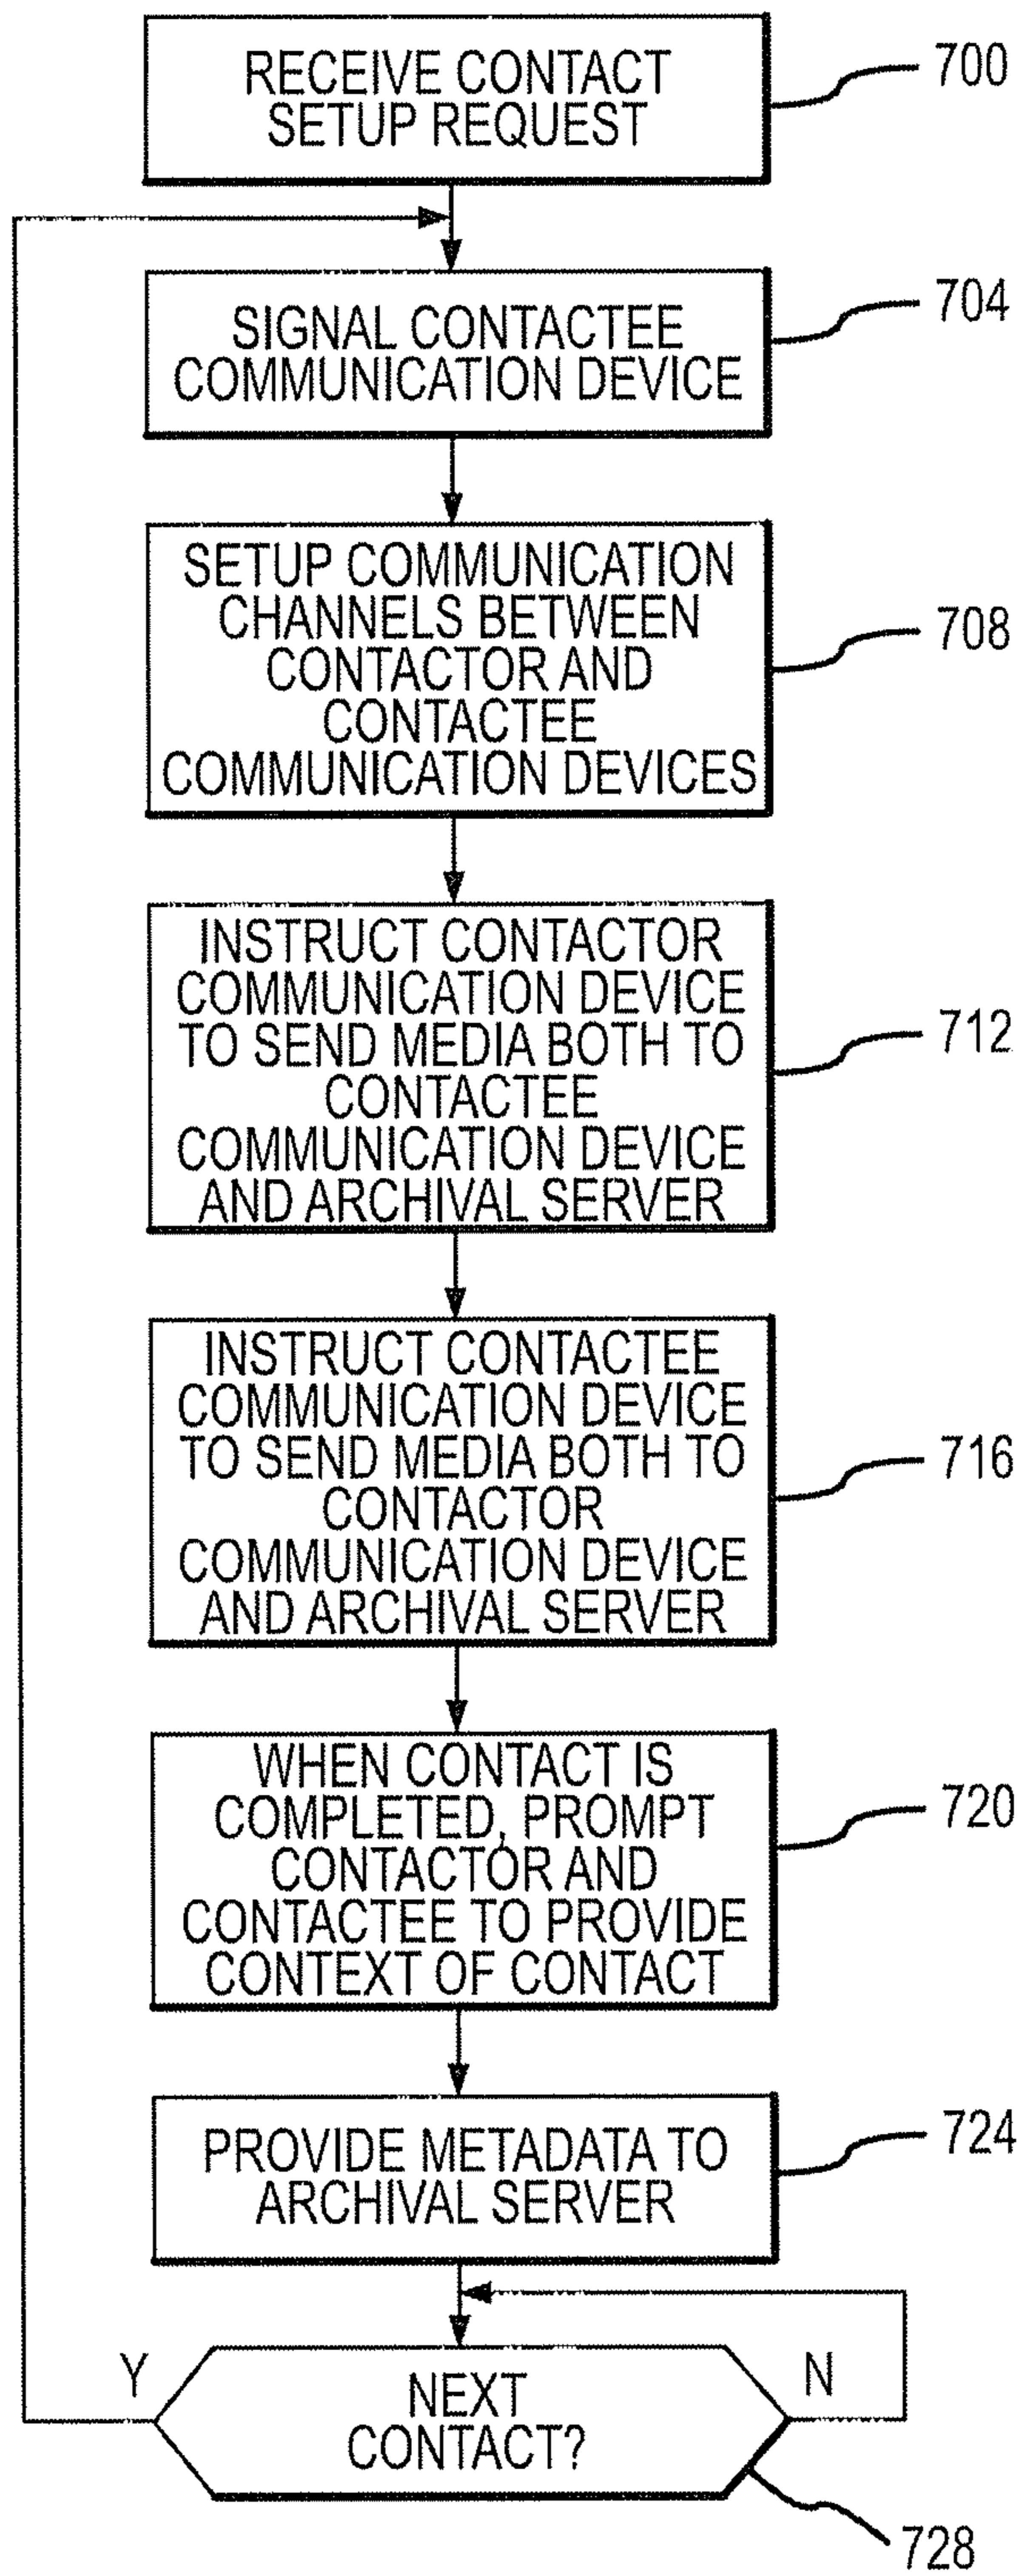 RECEIVE CONTACT
SETUP REQUEST
700
SIGNAL CONTACTEE
COMMUNICATION DEVICE
704
SETUP COMMUNICATION
CHANNELS BETWEEN
CONTACTOR AND
CONTACTEE
COMMUNICATION DEVICES
708
INSTRUCT CONTACTOR
COMMUNICATION DEVICE
TO SEND MEDIA BOTH TO
CONTACTEE
COMMUNICATION DEVICE
AND ARCHIVAL SERVER
712
INSTRUCT CONTACTEE
COMMUNICATION DEVICE
TO SEND MEDIA BOTH TO
CONTACTOR
COMMUNICATION DEVICE
AND ARCHIVAL SERVER
716
WHEN CONTACT IS
COMPLETED, PROMPT
CONTACTOR AND
CONTACTEE TO PROVIDE
CONTEXT OF CONTACT
720
PROVIDE METADATA TO
ARCHIVAL SERVER
724
Y
NEXT
CONTACT?
N
728